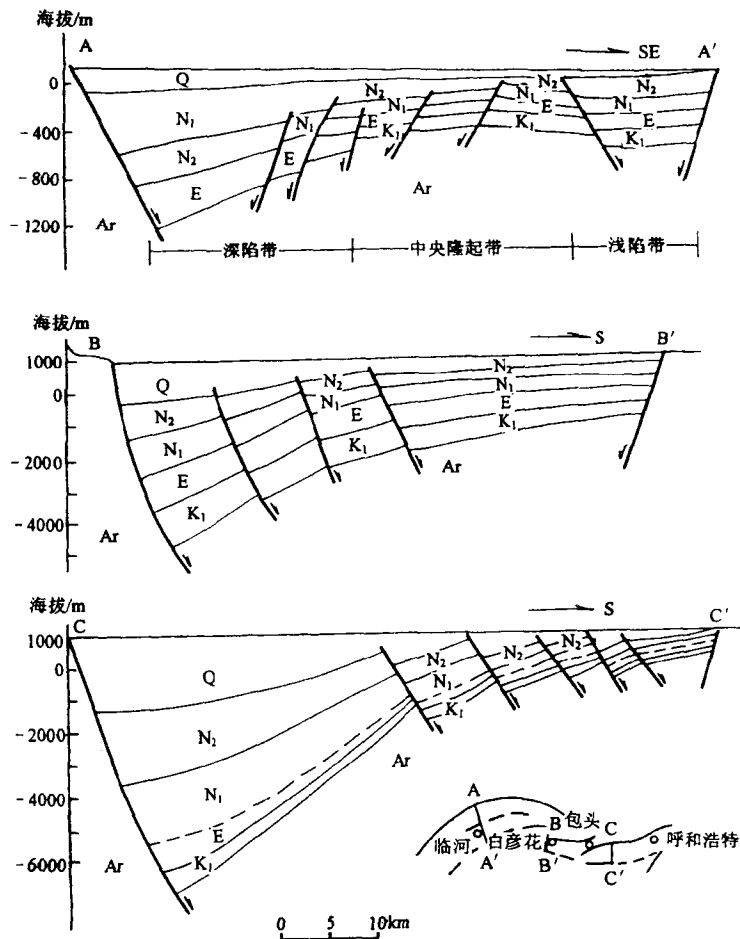 海拔/m
A SE A′
0
-400
-800
-1200
Q
N₁
N₂
E
Ar
N₁
E
N₂
N₁
E
K₁
Ar
N₂
N₁
E
K₁
N₂
N₁
E
K₁
深陷带 中央隆起带 浅陷带
海拔/m
B S B′
1000
0
-2000
-4000
Q
N₂
N₁
E
K₁
Ar
N₂
N₁
E
K₁
Ar
N₂
N₁
E
K₁
海拔/m
C S C′
1000
0
-2000
-4000
-6000
Q
N₂
N₁
E
K₁
Ar
N₂
N₁
K₁
Ar
N₂
N₂
A
包头
B C
临河 白彦花 呼和浩特
A′ B′
C′
0 5 10km